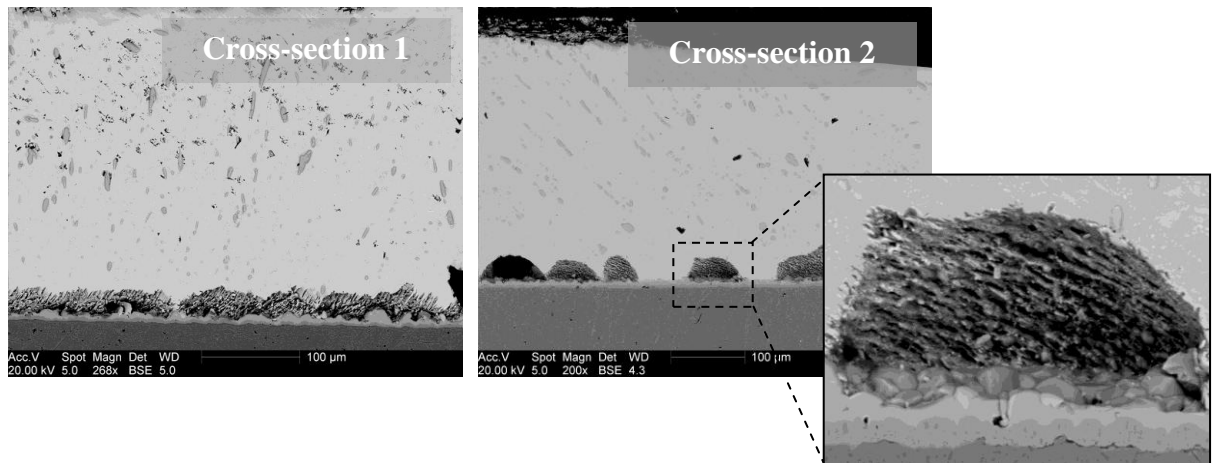 Cross-section 1
Acc.V Spot Magn Det WD
20.00 kV 5.0 268x BSE 5.0
100 µm
Cross-section 2
Acc.V Spot Magn Det WD
20.00 kV 5.0 200x BSE 4.3
100 µm